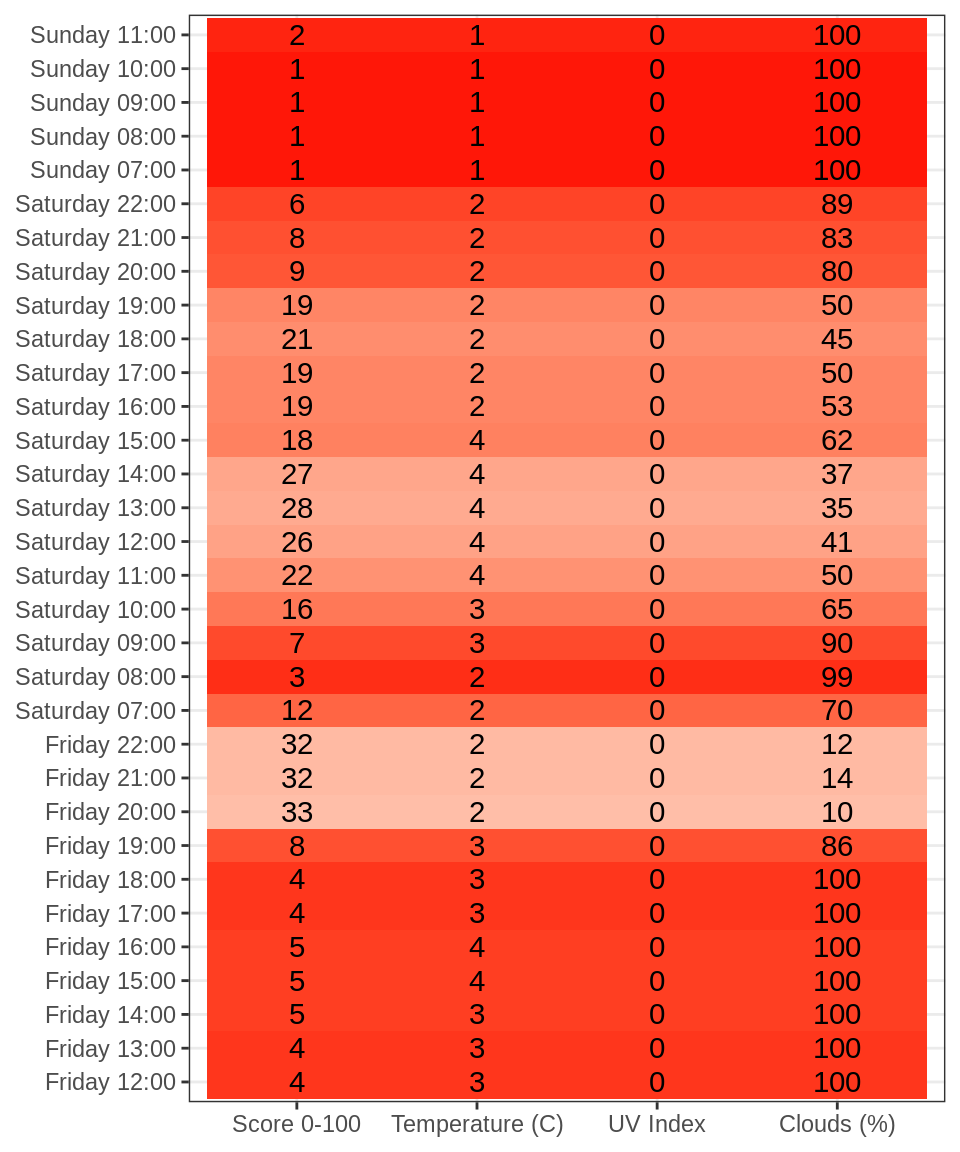 Sunday 11:00 2 1 0 100
Sunday 10:00 1 1 0 100
Sunday 09:00 1 1 0 100
Sunday 08:00 1 1 0 100
Sunday 07:00 1 1 0 100
Saturday 22:00 6 2 0 89
Saturday 21:00 8 2 0 83
Saturday 20:00 9 2 0 80
Saturday 19:00 19 2 0 50
Saturday 18:00 21 2 0 45
Saturday 17:00 19 2 0 50
Saturday 16:00 19 2 0 53
Saturday 15:00 18 4 0 62
Saturday 14:00 27 4 0 37
Saturday 13:00 28 4 0 35
Saturday 12:00 26 4 0 41
Saturday 11:00 22 4 0 50
Saturday 10:00 16 3 0 65
Saturday 09:00 7 3 0 90
Saturday 08:00 3 2 0 99
Saturday 07:00 12 2 0 70
Friday 22:00 32 2 0 12
Friday 21:00 32 2 0 14
Friday 20:00 33 2 0 10
Friday 19:00 8 3 0 86
Friday 18:00 4 3 0 100
Friday 17:00 4 3 0 100
Friday 16:00 5 4 0 100
Friday 15:00 5 4 0 100
Friday 14:00 5 3 0 100
Friday 13:00 4 3 0 100
Friday 12:00 4 3 0 100
Score 0-100 Temperature (C) UV Index Clouds (%)